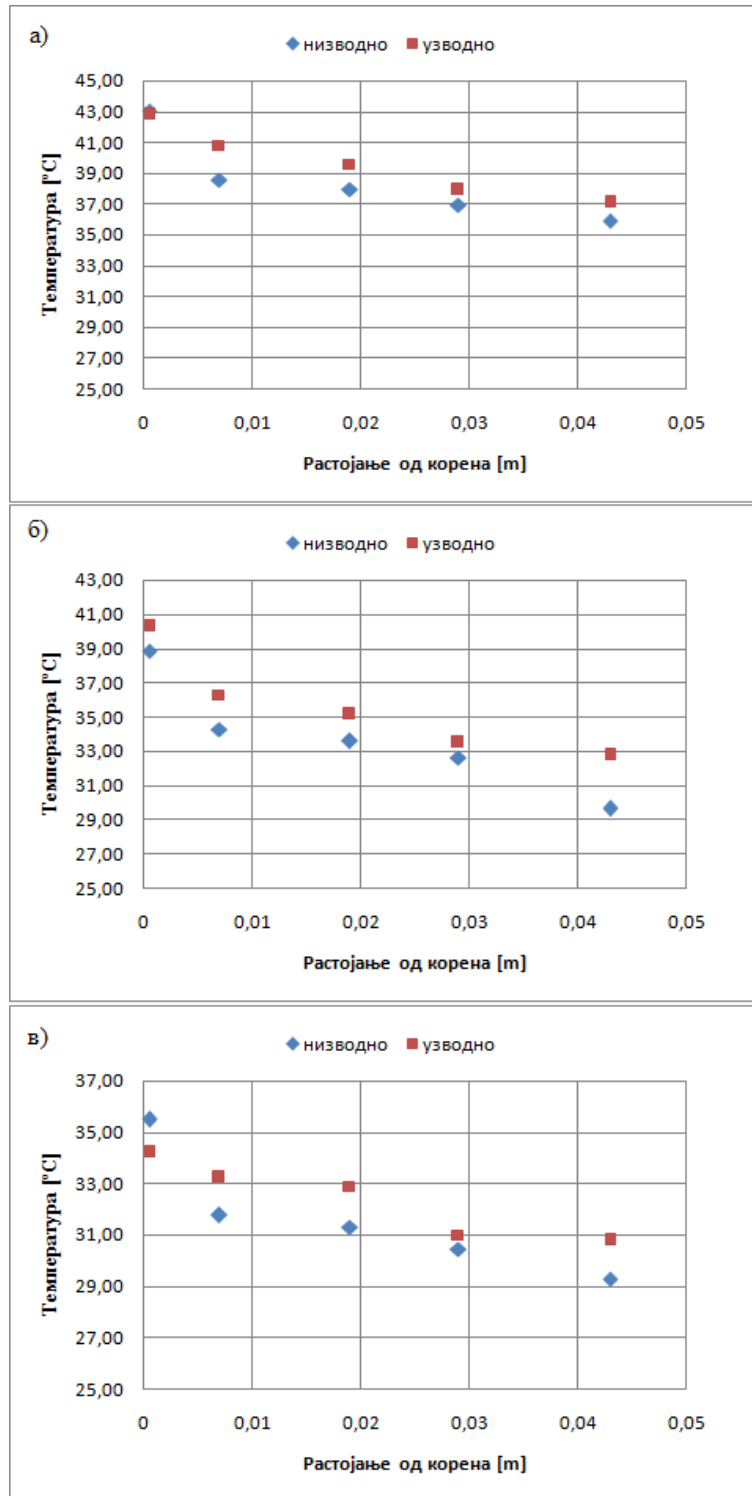 а)
низводно узводно
45,00
43,00
41,00
39,00
37,00
35,00
33,00
31,00
29,00
27,00
25,00
Температура [°C]
0 0,01 0,02 0,03 0,04 0,05
Растојање од корена [m]
б)
низводно узводно
43,00
41,00
39,00
37,00
35,00
33,00
31,00
29,00
27,00
25,00
Температура [°C]
0 0,01 0,02 0,03 0,04 0,05
Растојање од корена [m]
в)
низводно узводно
37,00
35,00
33,00
31,00
29,00
27,00
25,00
Температура [°C]
0 0,01 0,02 0,03 0,04 0,05
Растојање од корена [m]